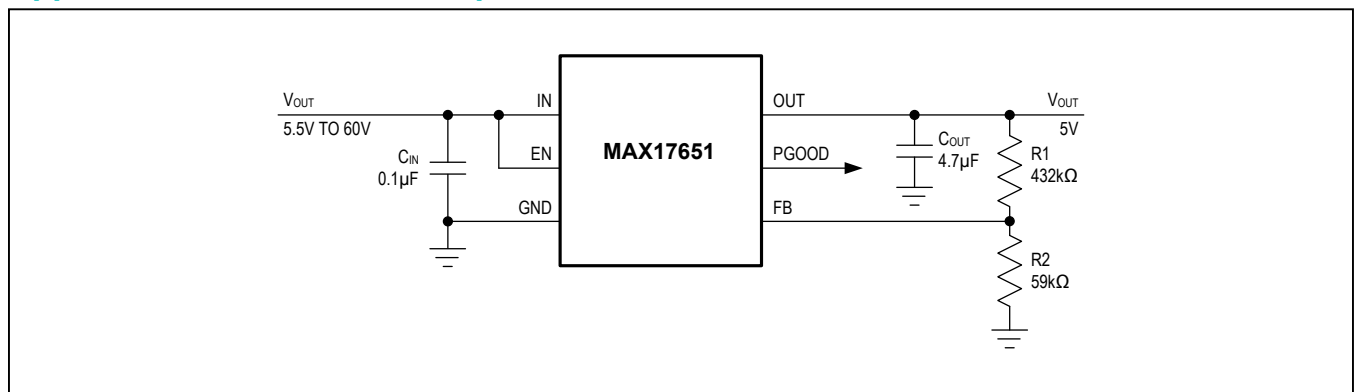 VOUT
5.5V TO 60V
CIN
0.1µF
IN
EN
GND
MAX17651
OUT
PGOOD
FB
COUT
4.7µF
VOUT
5V
R1
432kΩ
R2
59kΩ